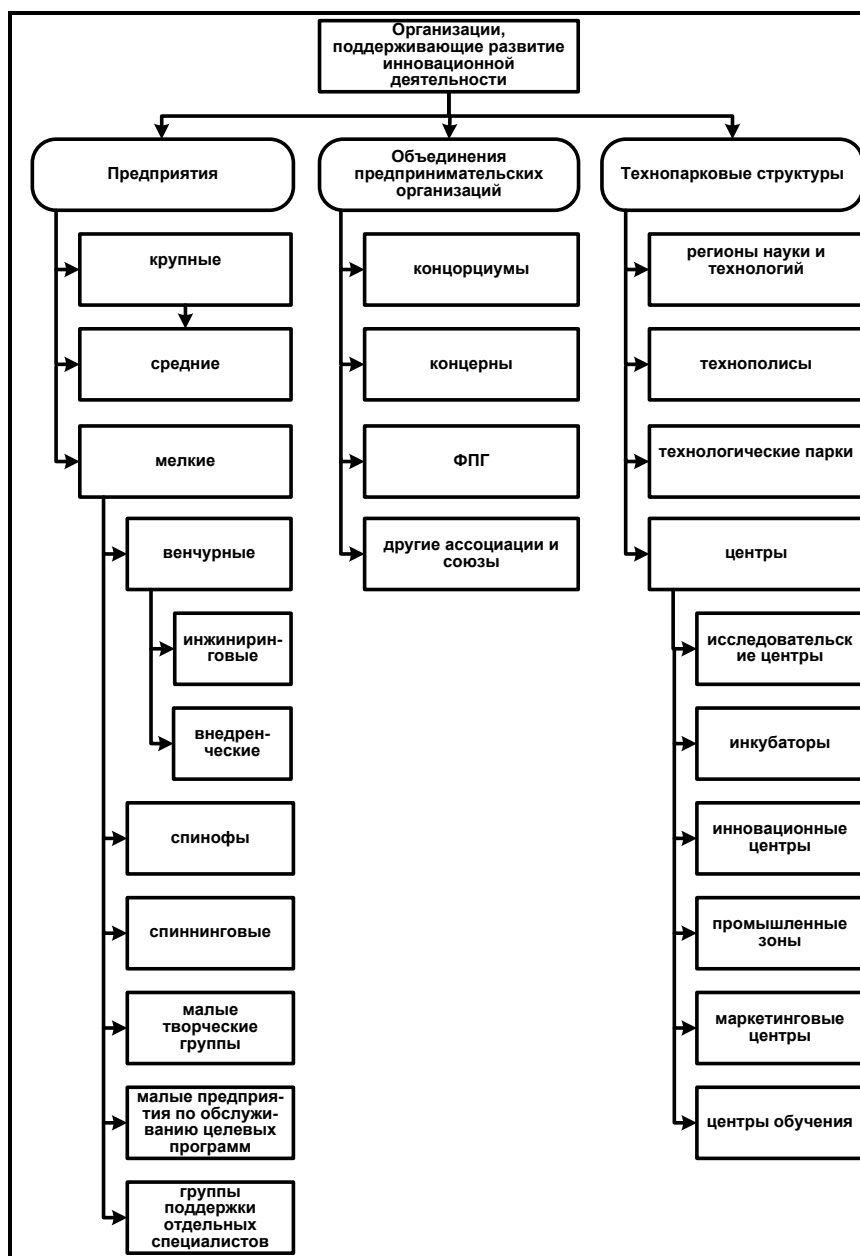 Организации,
поддерживающие развитие
инновационной
деятельности
Предприятия
крупные
средние
мелкие
венчурные
инжинирин-
говые
внедрен-
ческие
спинофы
спиннинговые
малые
творческие
группы
малые предприя-
тия по обслужи-
ванию целевых
программ
группы
поддержки
отдельных
специалистов
Объединения
предпринимательских
организаций
концорциумы
концерны
ФПГ
другие ассоциации и
союзы
Технопарковые структуры
регионы науки и
технологий
технополисы
технологические парки
центры
исследовательск
ие центры
инкубаторы
инновационные
центры
промышленные
зоны
маркетинговые
центры
центры обучения